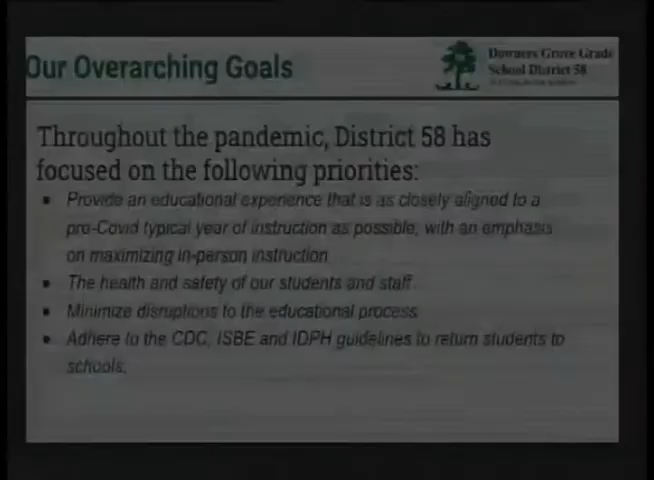 Our Overarching Goals
Downers Grove Grade
School District 58
Throughout the pandemic, District 58 has
focused on the following priorities:
• Provide an educational experience that is as closely aligned to a
pre-Covid typical year of instruction as possible, with an emphasis
on maximizing in-person instruction
• The health and safety of our students and staff
• Minimize disruptions to the educational process
• Adhere to the CDC, ISBE and IDPH guidelines to return students to
schools.